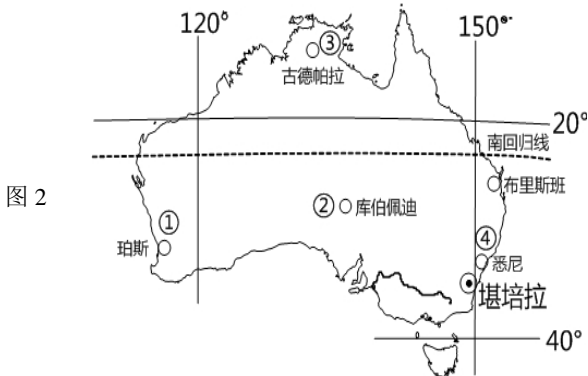 120°
150°
③
古德帕拉
20°
南回归线
布里斯班
图 2
② 库伯佩迪
①
珀斯
④
悉尼
堪培拉
40°